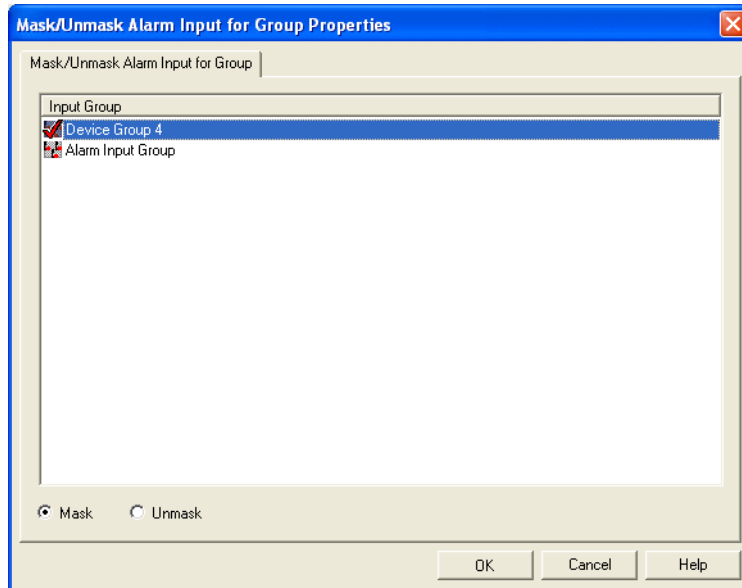 Mask/Unmask Alarm Input for Group Properties
Mask/Unmask Alarm Input for Group
Input Group
Device Group 4
Alarm Input Group
Mask Unmask
OK Cancel Help